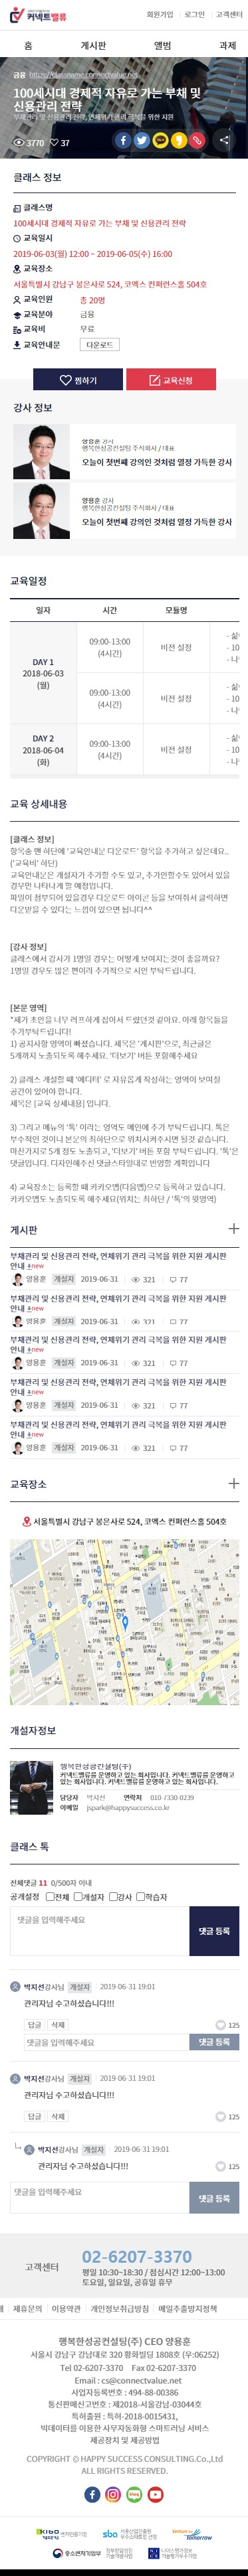 커넥트밸류
회원가입 로그인 고객센터
홈 게시판 앨범 과제
금융 https://classname.connectvalue.net
100세시대 경제적 자유로 가는 부채 및
신용관리 전략
부채관리 및 신용관리 전략, 연체위기 관리 극복을 위한 지원
3770 37
클래스 정보
클래스명
100세시대 경제적 자유로 가는 부채 및 신용관리 전략
교육일시
2019-06-03(월) 12:00 ~ 2019-06-05(수) 16:00
교육장소
서울특별시 강남구 봉은사로 524, 코엑스 컨퍼런스홈 504호
교육인원 총 20명
교육분야 금융
교육비 무료
교육안내문 다운로드
찜하기 교육신청
강사 정보
양용훈 강사
행복한성공컨설팅 주식회사 / 대표
오늘이 첫번째 강의인 것처럼 열정 가득한 강사
양용훈 강사
행복한성공컨설팅 주식회사 / 대표
오늘이 첫번째 강의인 것처럼 열정 가득한 강사
교육일정
일자 시간 모듈명
DAY 1
2018-06-03
(월)
09:00-13:00
(4시간)
비전 설정
- 10
- 나
09:00-13:00
(4시간)
비전 설정
- 10
- 나
DAY 2
2018-06-04
(화)
09:00-13:00
(4시간)
비전 설정
- 10
- 나
교육 상세내용
[클래스 정보]
항목중 맨 하단에 '교육안내문 다운로드' 항목을 추가하고 싶은데요..
('교육비' 하단)
교육안내문은 개설자가 추가할 수도 있고, 추가안할수도 있어서 있을
경우만 나타나게 할 예정입니다.
파일이 첨부되어 있을경우 다운로드 아이콘 등을 보여줘서 클릭하면
다운받을 수 있다는 느낌이 있으면 됩니다^^
[강사 정보]
클래스에서 강사가 1명일 경우는 어떻게 보여지는것이 좋을까요?
1명일 경우도 많은 편이라 추가적으로 시안 부탁드립니다.
[본문 영역]
*제가 초안을 너무 러프하게 잡아서 드렸던것 같아요. 아래 항목들을
추가부탁드립니다!
1) 공지사항 영역이 빠졌습니다. 제목은 '게시판'으로, 최근글은
5개까지 노출되도록 해주세요. '더보기' 버튼 포함해주세요
2) 클래스 개설할 때 '에디터' 로 자유롭게 작성하는 영역이 보여질
공간이 있어야 합니다.
제목은 [교육 상세내용] 입니다.
3) 그리고 메뉴의 '톡' 이라는 영역도 메인에 추가 부탁드립니다. 톡은
부수적인 것이니 본문의 최하단으로 위치시켜주시면 될것 같습니다.
마찬가지로 5개 정도 노출되고, '더보기' 버튼 포함 부탁드립니다. '톡'은
댓글입니다. 디자인해주신 댓글스타일대로 반영할 계획입니다
4) 교육장소는 등록할 때 카카오맵(다음맵)으로 등록하고 있습니다.
카카오맵도 노출되도록 해주세요(위치는 최하단 / '톡'의 윗영역)
게시판
부채관리 및 신용관리 전략, 연체위기 관리 극복을 위한 지원 게시판
안내 +new
양용훈 개설자 2019-06-31 321 77
부채관리 및 신용관리 전략, 연체위기 관리 극복을 위한 지원 게시판
안내 +new
양용훈 개설자 2019-06-31 321 77
부채관리 및 신용관리 전략, 연체위기 관리 극복을 위한 지원 게시판
안내 +new
양용훈 개설자 2019-06-31 321 77
부채관리 및 신용관리 전략, 연체위기 관리 극복을 위한 지원 게시판
안내 +new
양용훈 개설자 2019-06-31 321 77
부채관리 및 신용관리 전략, 연체위기 관리 극복을 위한 지원 게시판
안내 +new
양용훈 개설자 2019-06-31 321 77
교육장소
서울특별시 강남구 봉은사로 524, 코엑스 컨퍼런스홈 504호
개설자정보
행복한성공컨설팅(주)
커넥트밸류를 운영하고 있는 회사입니다. 커넥트밸류를 운영하고
있는 회사입니다. 커넥트밸류를 운영하고 있는 회사입니다.
담당자 박지선 연락처 010-7330-0239
이메일 jspark@happysuccess.co.kr
클래스 톡
전체댓글 11 0/500자 이내
공개설정 전체 개설자 강사 학습자
댓글을 입력해주세요
댓글 등록
박지선강사님 개설자 2019-06-31 19:01
관리자님 수고하셨습니다!!!
답글 삭제 125
댓글을 입력해주세요 댓글 등록
박지선강사님 개설자 2019-06-31 19:01
관리자님 수고하셨습니다!!!
답글 삭제 125
박지선강사님 개설자 2019-06-31 19:01
관리자님 수고하셨습니다!!!
125
댓글을 입력해주세요
댓글 등록
고객센터
02-6207-3370
평일 10:30~18:30 / 점심시간 12:00~13:00
토요일, 일요일, 공휴일 휴무
제휴문의 이용약관 개인정보취급방침 메일추출방지정책
행복한성공컨설팅(주) CEO 양용훈
서울시 강남구 강남대로 320 황화빌딩 1808호 (우:06252)
Tel 02-6207-3370 Fax 02-6207-3370
Email : cs@connectvalue.net
사업자등록번호 : 494-88-00386
통신판매신고번호 : 제2018-서울강남-03044호
특허출원 : 특허-2018-0015431,
빅데이터를 이용한 사무자동화형 스마트러닝 서비스
제공장치 및 제공방법
COPYRIGHT © HAPPY SUCCESS CONSULTING.Co.,Ltd
ALL RIGHTS RESERVED.
KIBO 벤처인증기업
sba 서울산업진흥원
Venture by
Tomorrow
중소벤처기업부